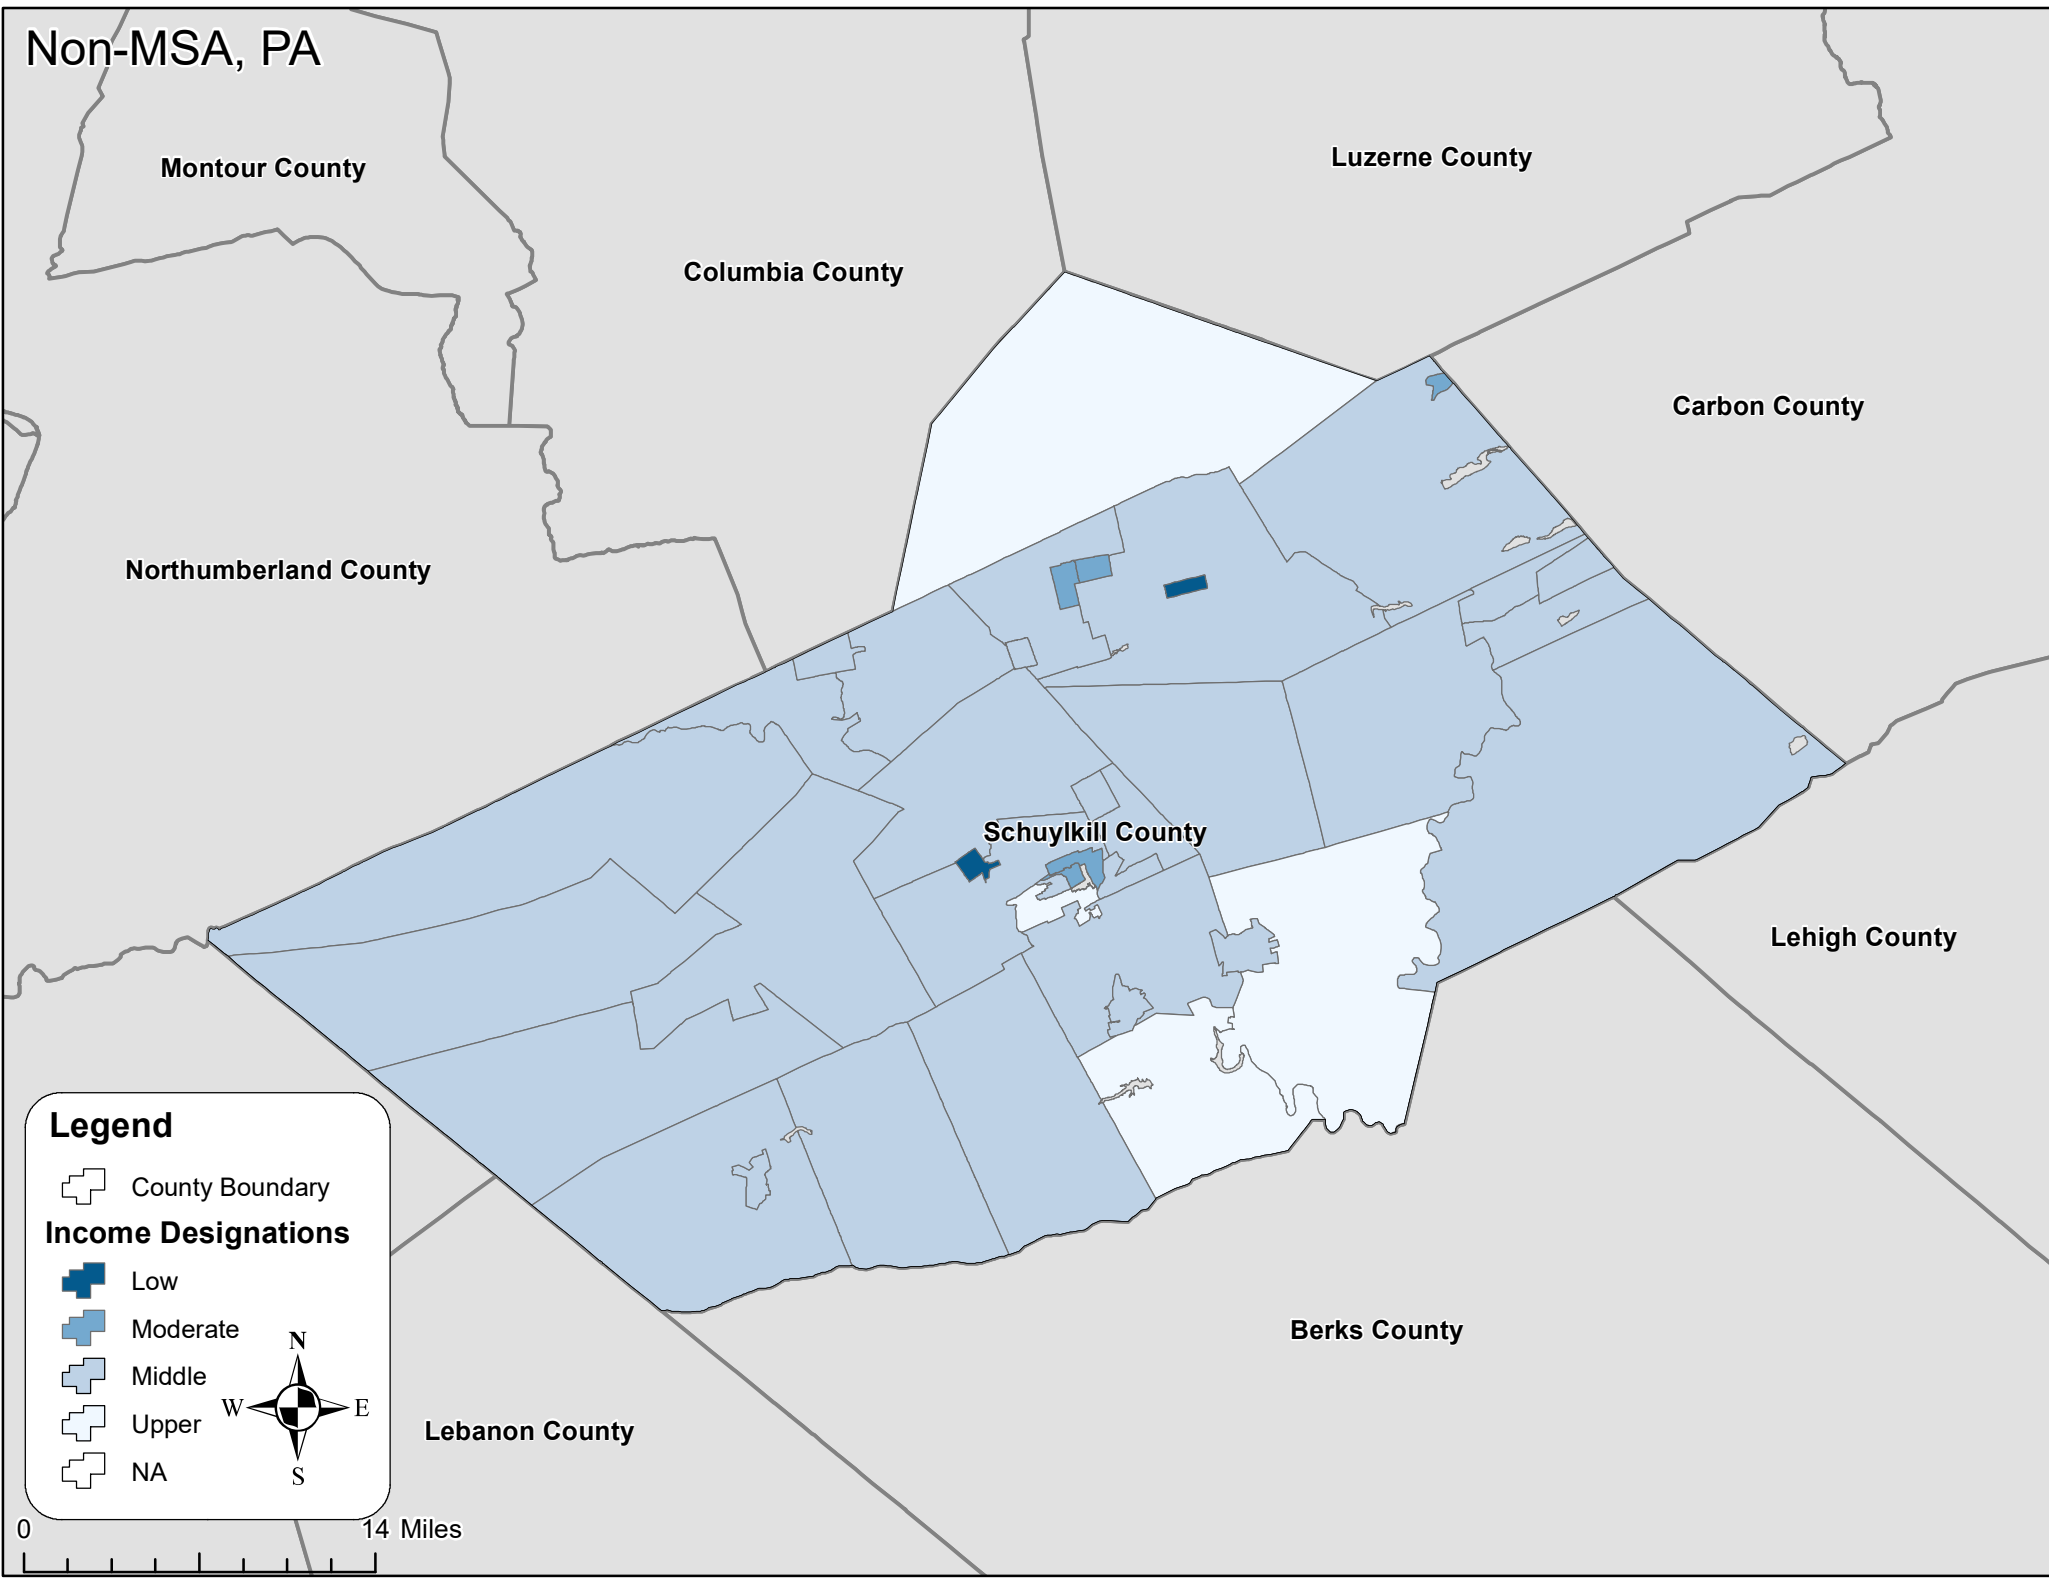 Non-MSA, PA
Montour County
Luzerne County
Columbia County
Carbon County
Northumberland County
Schuylkill County
Lehigh County
Legend
County Boundary
Income Designations
Low
Moderate
Middle
Upper
NA
N
W
E
S
Berks County
Lebanon County
0
14 Miles